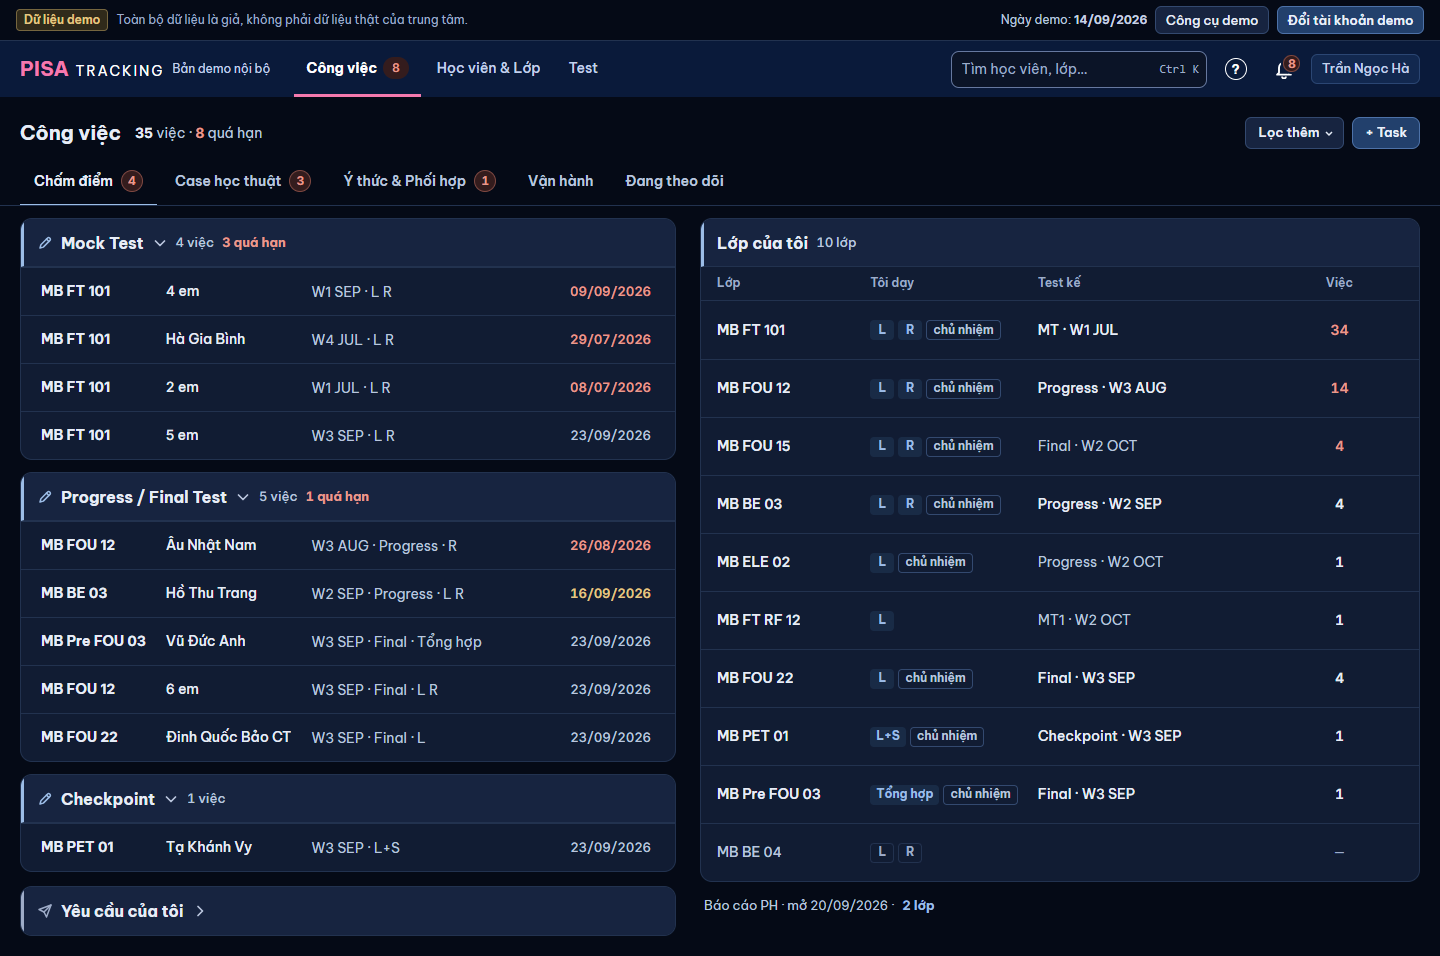 Dữ liệu demo Toàn bộ dữ liệu là giả, không phải dữ liệu thật của trung tâm. Ngày demo: 14/09/2026 Công cụ demo Đổi tài khoản demo
PISA TRACKING Bản demo nội bộ Công việc 8 Học viên & Lớp Test Tìm học viên, lớp... Ctrl K ? 8 Trần Ngọc Hà
Công việc 35 việc · 8 quá hạn Lọc thêm + Task
Chấm điểm 4 Case học thuật 3 Ý thức & Phối hợp 1 Vận hành Đang theo dõi
Mock Test 4 việc 3 quá hạn
MB FT 101 4 em W1 SEP · L R 09/09/2026
MB FT 101 Hà Gia Bình W4 JUL · L R 29/07/2026
MB FT 101 2 em W1 JUL · L R 08/07/2026
MB FT 101 5 em W3 SEP · L R 23/09/2026
Progress / Final Test 5 việc 1 quá hạn
MB FOU 12 Âu Nhật Nam W3 AUG · Progress · R 26/08/2026
MB BE 03 Hồ Thu Trang W2 SEP · Progress · L R 16/09/2026
MB Pre FOU 03 Vũ Đức Anh W3 SEP · Final · Tổng hợp 23/09/2026
MB FOU 12 6 em W3 SEP · Final · L R 23/09/2026
MB FOU 22 Đinh Quốc Bảo CT W3 SEP · Final · L 23/09/2026
Checkpoint 1 việc
MB PET 01 Tạ Khánh Vy W3 SEP · L+S 23/09/2026
Yêu cầu của tôi
Lớp của tôi 10 lớp
Lớp Tôi dạy Test kế Việc
MB FT 101 L R chủ nhiệm MT · W1 JUL 34
MB FOU 12 L R chủ nhiệm Progress · W3 AUG 14
MB FOU 15 L R chủ nhiệm Final · W2 OCT 4
MB BE 03 L R chủ nhiệm Progress · W2 SEP 4
MB ELE 02 L chủ nhiệm Progress · W2 OCT 1
MB FT RF 12 L MT1 · W2 OCT 1
MB FOU 22 L chủ nhiệm Final · W3 SEP 4
MB PET 01 L+S chủ nhiệm Checkpoint · W3 SEP 1
MB Pre FOU 03 Tổng hợp chủ nhiệm Final · W3 SEP 1
MB BE 04 L R —
Báo cáo PH · mở 20/09/2026 · 2 lớp